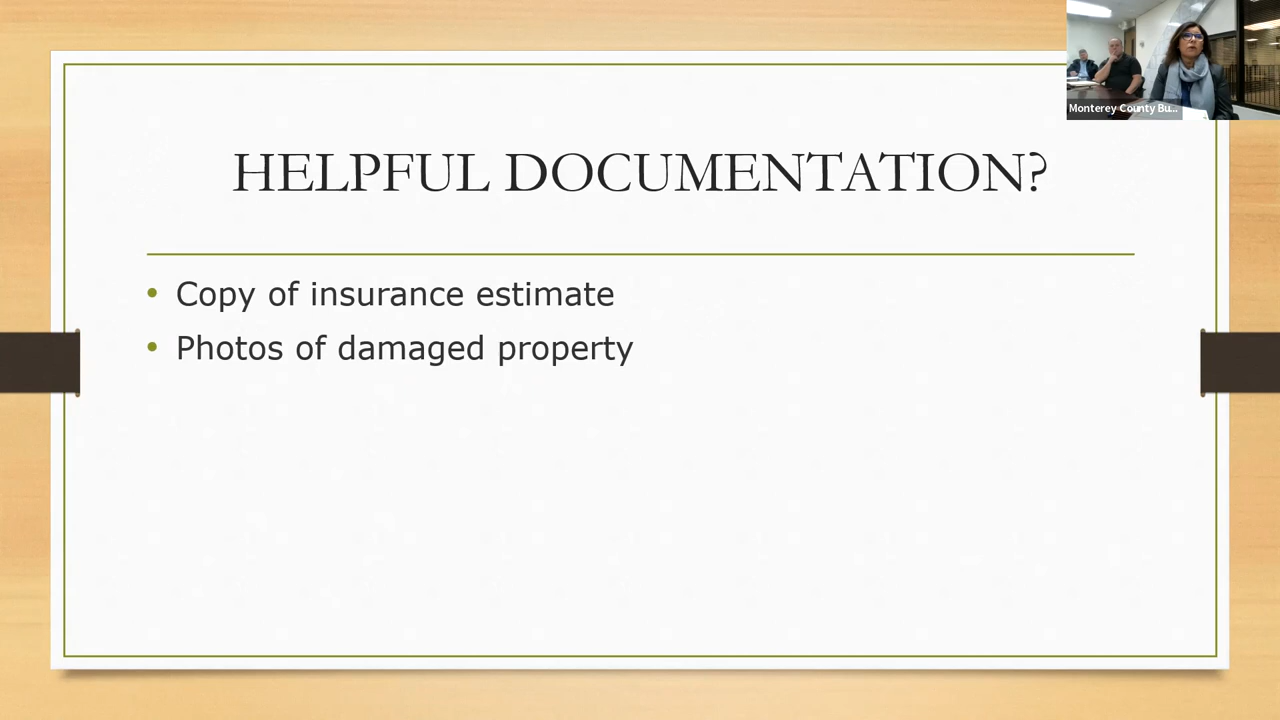 HELPFUL DOCUMENTATION?
• Copy of insurance estimate
• Photos of damaged property
Monterey County Bu...